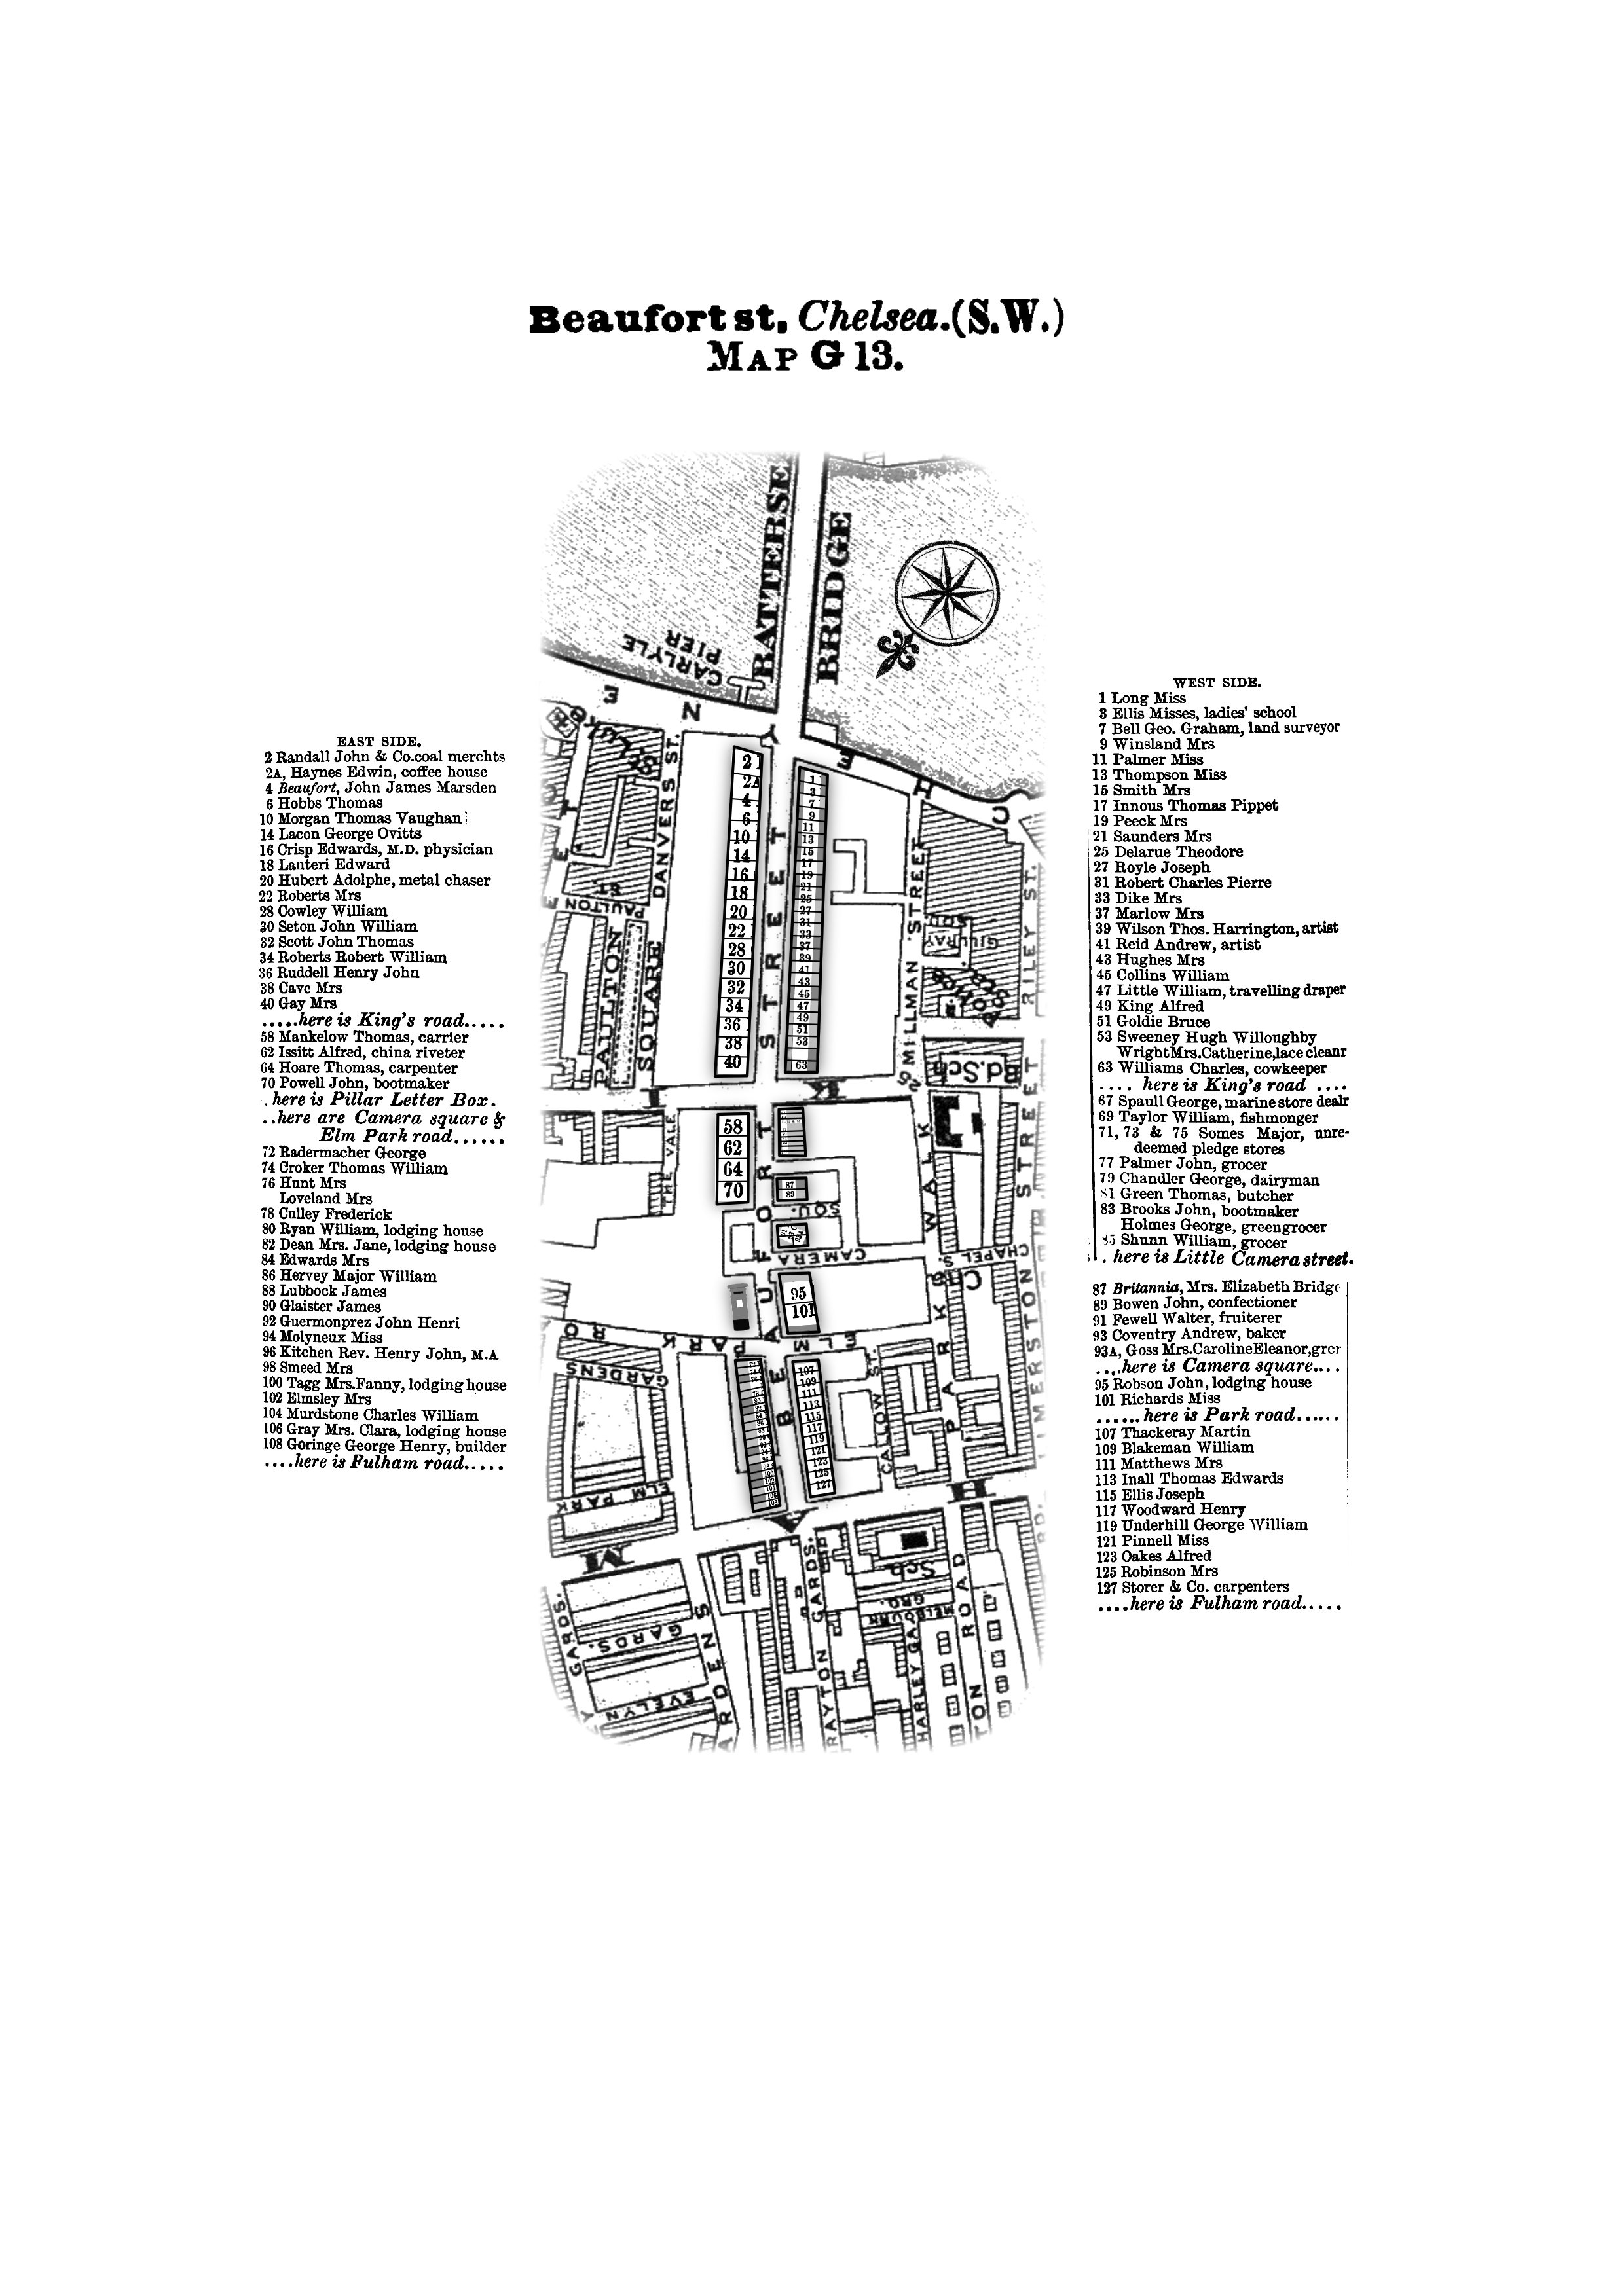 Beaufort st, Chelsea.(S.W.)
MAP G 13.
EAST SIDE.
2 Randall John & Co.coal merchts
2A, Haynes Edwin, coffee house
4 Beaufort, John James Marsden
6 Hobbs Thomas
10 Morgan Thomas Vaughan
14 Lacon George Ovitts
16 Crisp Edwards, M.D. physician
18 Lanteri Edward
20 Hubert Adolphe, metal chaser
22 Roberts Mrs
28 Cowley William
30 Seton John William
32 Scott John Thomas
34 Roberts Robert William
36 Ruddell Henry John
38 Cave Mrs
40 Gay Mrs
.....here is King's road.....
58 Mankelow Thomas, carrier
62 Issitt Alfred, china riveter
64 Hoare Thomas, carpenter
70 Powell John, bootmaker
. here is Pillar Letter Box.
..here are Camera square &
Elm Park road......
72 Radermacher George
74 Croker Thomas William
76 Hunt Mrs
Loveland Mrs
78 Culley Frederick
80 Ryan William, lodging house
82 Dean Mrs. Jane, lodging house
84 Edwards Mrs
86 Hervey Major William
88 Lubbock James
90 Glaister James
92 Guermonprez John Henri
94 Molyneux Miss
96 Kitchen Rev. Henry John, M.A
98 Smeed Mrs
100 Tagg Mrs.Fanny, lodging house
102 Elmsley Mrs
104 Murdstone Charles William
106 Gray Mrs. Clara, lodging house
108 Goringe George Henry, builder
....here is Fulham road.....
BATTERSE
BRIDGE
CARLYLE
PIER
E N Y E H C
DANVERS ST.
PAULTON
ST.
PAULTON
SQUARE
STREET
MILLMAN STREET
GILLRAY
SQU
RILEY ST.
Bd.Sch
2
2A
4
6
10
14
16
18
20
22
28
30
32
34
36
38
40
1
3
7
9
11
13
15
17
19
21
25
27
31
33
37
39
41
43
45
47
49
51
53
63
K
THE VALE
58
62
64
70
87
89
SQU.
CAMERA
CHAPEL
WALK
STREET
95
101
ELM PARK RO
GARDENS
107
109
111
113
115
117
119
121
123
125
127
CALLOW ST.
PARK
ELM PARK
GARDS.
GARDS.
EVELYN
ARDENS
RAYTON GARDS.
Sch
MELBOURN
GRO.
HARLEY GA
TON ROAD
WEST SIDE.
1 Long Miss
3 Ellis Misses, ladies' school
7 Bell Geo. Graham, land surveyor
9 Winsland Mrs
11 Palmer Miss
13 Thompson Miss
15 Smith Mrs
17 Innous Thomas Pippet
19 Peeck Mrs
21 Saunders Mrs
25 Delarue Theodore
27 Royle Joseph
31 Robert Charles Pierre
33 Dike Mrs
37 Marlow Mrs
39 Wilson Thos. Harrington, artist
41 Reid Andrew, artist
43 Hughes Mrs
45 Collins William
47 Little William, travelling draper
49 King Alfred
51 Goldie Bruce
53 Sweeney Hugh Willoughby
WrightMrs.Catherine,lace cleanr
63 Williams Charles, cowkeeper
.... here is King's road ....
67 Spaull George, marine store dealr
69 Taylor William, fishmonger
71, 73 & 75 Somes Major, unre-
deemed pledge stores
77 Palmer John, grocer
79 Chandler George, dairyman
81 Green Thomas, butcher
83 Brooks John, bootmaker
Holmes George, greengrocer
85 Shunn William, grocer
. here is Little Camera street.
87 Britannia, Mrs. Elizabeth Bridge
89 Bowen John, confectioner
91 Fewell Walter, fruiterer
93 Coventry Andrew, baker
93A, Goss Mrs.CarolineEleanor,grcr
....here is Camera square....
95 Robson John, lodging house
101 Richards Miss
......here is Park road.....
107 Thackeray Martin
109 Blakeman William
111 Matthews Mrs
113 Inall Thomas Edwards
115 Ellis Joseph
117 Woodward Henry
119 Underhill George William
121 Pinnell Miss
123 Oakes Alfred
125 Robinson Mrs
127 Storer & Co. carpenters
....here is Fulham road.....